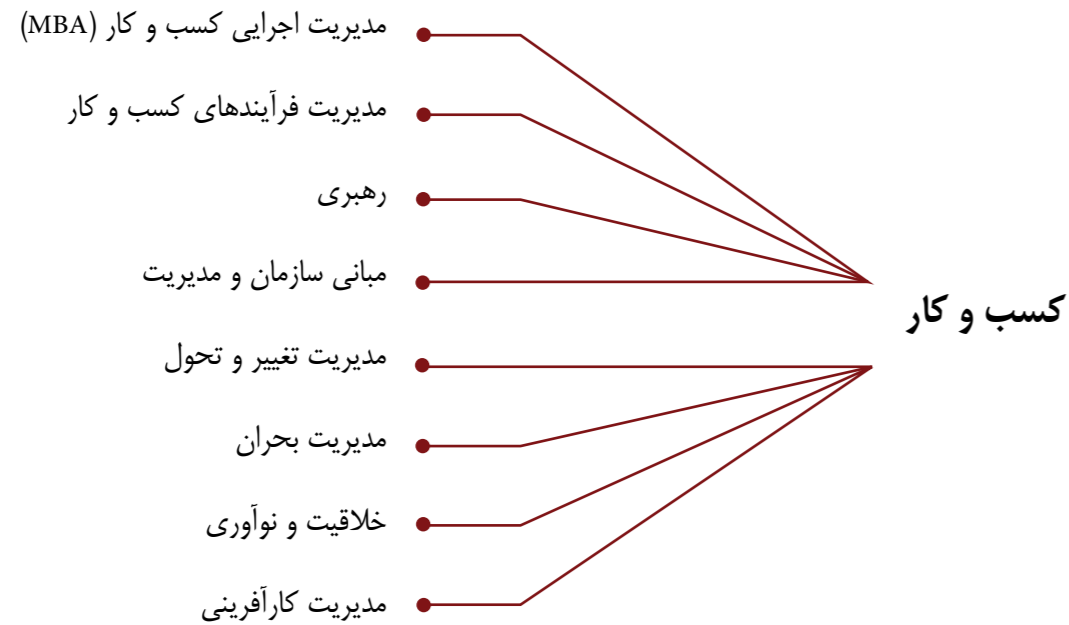 کسب و کار
مدیریت اجرایی کسب و کار (MBA)
مدیریت فرآیندهای کسب و کار
رهبری
مبانی سازمان و مدیریت
مدیریت تغییر و تحول
مدیریت بحران
خلاقیت و نوآوری
مدیریت کارآفرینی